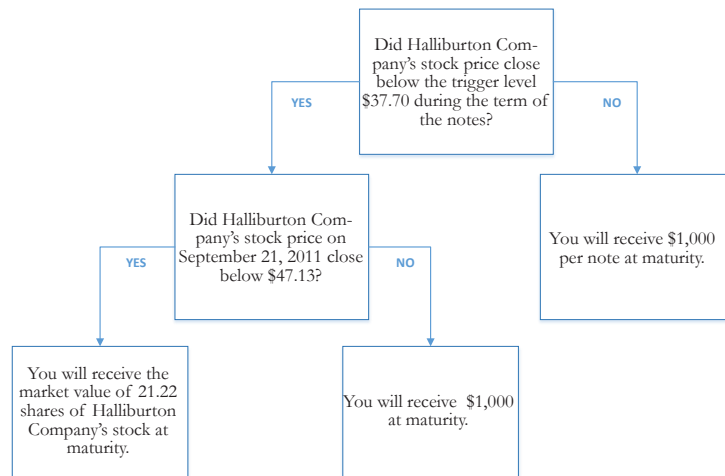 Did Halliburton Com-
pany's stock price close
below the trigger level
$37.70 during the term of
the notes?
YES
NO
Did Halliburton Com-
pany's stock price on
September 21, 2011 close
below $47.13?
You will receive $1,000
per note at maturity.
YES
NO
You will receive the
market value of 21.22
shares of Halliburton
Company's stock at
maturity.
You will receive $1,000
at maturity.